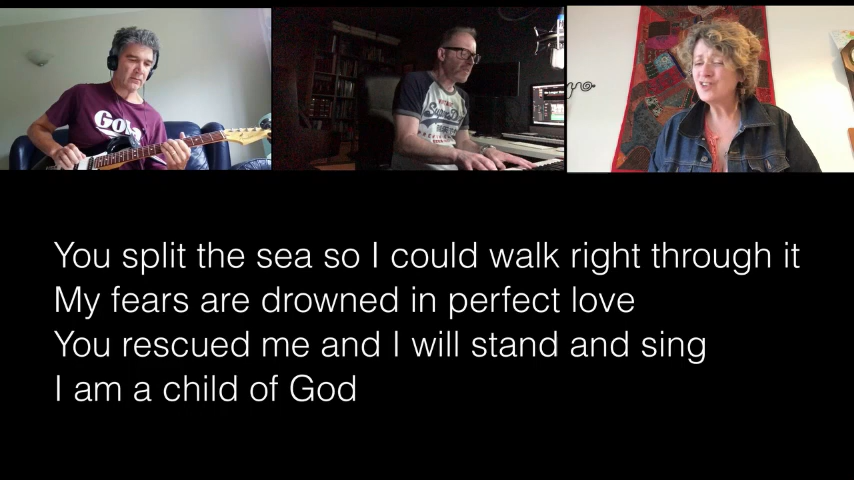 You split the sea so I could walk right through it
My fears are drowned in perfect love
You rescued me and I will stand and sing
I am a child of God